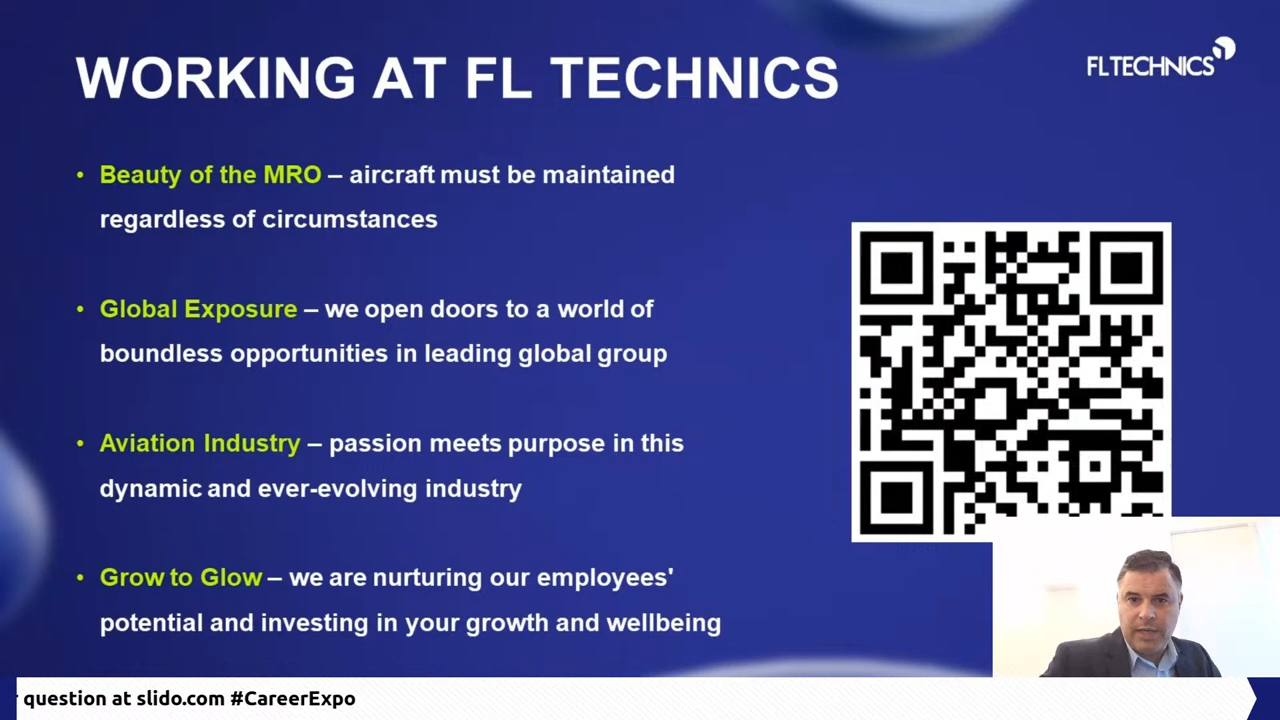 WORKING AT FL TECHNICS
FL TECHNICS
• Beauty of the MRO – aircraft must be maintained
regardless of circumstances
• Global Exposure – we open doors to a world of
boundless opportunities in leading global group
• Aviation Industry – passion meets purpose in this
dynamic and ever-evolving industry
• Grow to Glow – we are nurturing our employees'
potential and investing in your growth and wellbeing
question at slido.com #CareerExpo